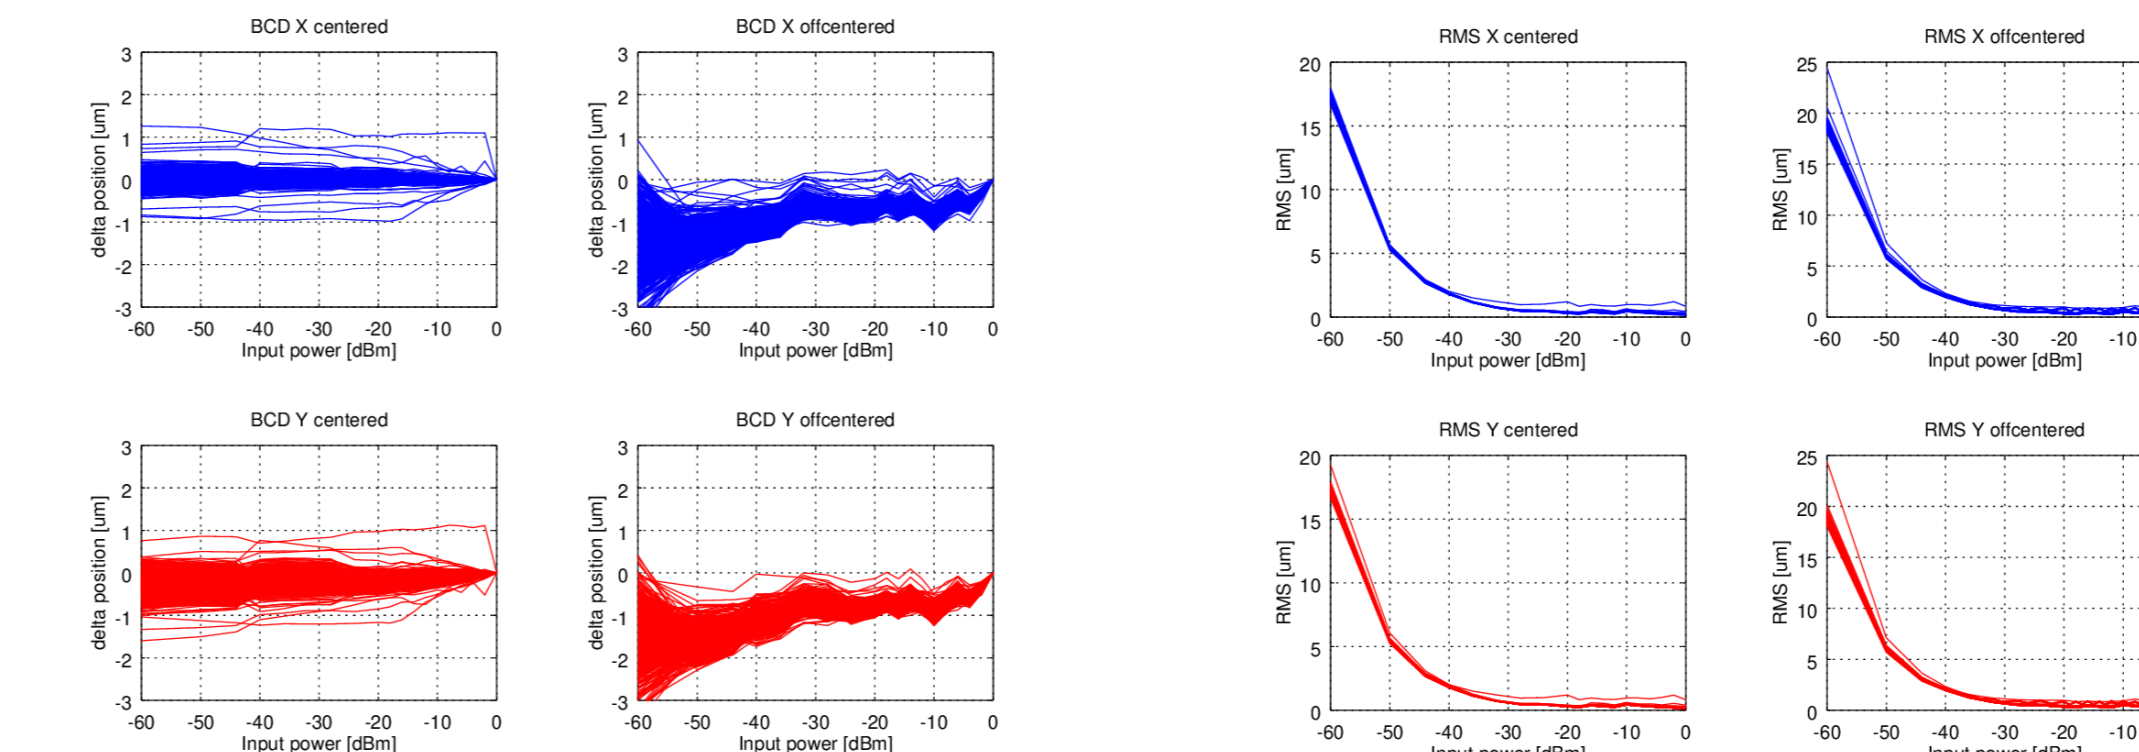 BCD X centered
3
2
1
0
-1
-2
-3
delta position [um]
-60 -50 -40 -30 -20 -10 0
Input power [dBm]
BCD X offcentered
3
2
1
0
-1
-2
-3
delta position [um]
-60 -50 -40 -30 -20 -10 0
Input power [dBm]
RMS X centered
20
15
10
5
0
RMS [um]
-60 -50 -40 -30 -20 -10 0
Input power [dBm]
RMS X offcentered
25
20
15
10
5
0
RMS [um]
-60 -50 -40 -30 -20 -10
Input power [dBm]
BCD Y centered
3
2
1
0
-1
-2
-3
delta position [um]
-60 -50 -40 -30 -20 -10 0
Input power [dBm]
BCD Y offcentered
3
2
1
0
-1
-2
-3
delta position [um]
-60 -50 -40 -30 -20 -10 0
Input power [dBm]
RMS Y centered
20
15
10
5
0
RMS [um]
-60 -50 -40 -30 -20 -10 0
Input power [dBm]
RMS Y offcentered
25
20
15
10
5
0
RMS [um]
-60 -50 -40 -30 -20 -10
Input power [dBm]